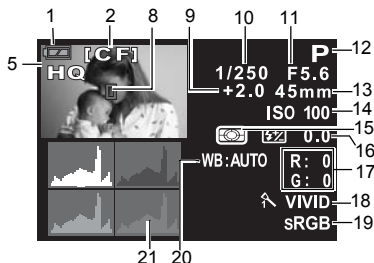 1 2 8 9 10 11
[CF] P 12
5 HQ 1/250 F5.6
+2.0 45mm 13
ISO 100 14
15
0.0 16
WB:AUTO R: 0 17
G: 0
VIVID 18
sRGB 19
21 20